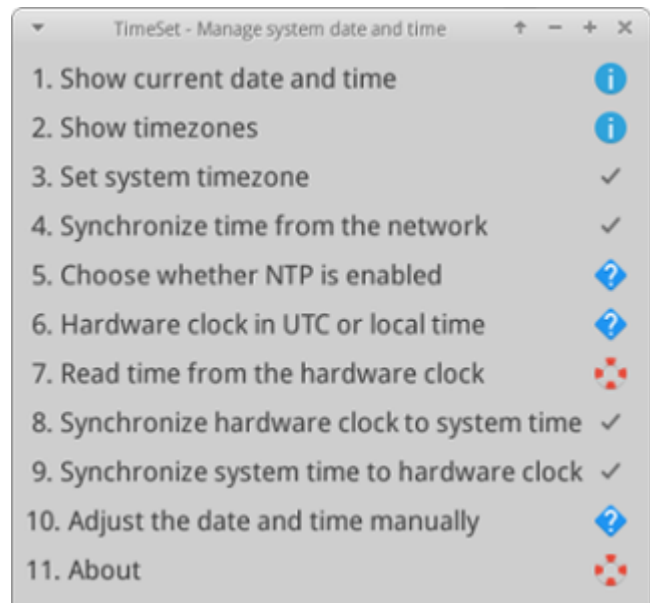 TimeSet - Manage system date and time
1. Show current date and time
2. Show timezones
3. Set system timezone
4. Synchronize time from the network
5. Choose whether NTP is enabled
6. Hardware clock in UTC or local time
7. Read time from the hardware clock
8. Synchronize hardware clock to system time
9. Synchronize system time to hardware clock
10. Adjust the date and time manually
11. About